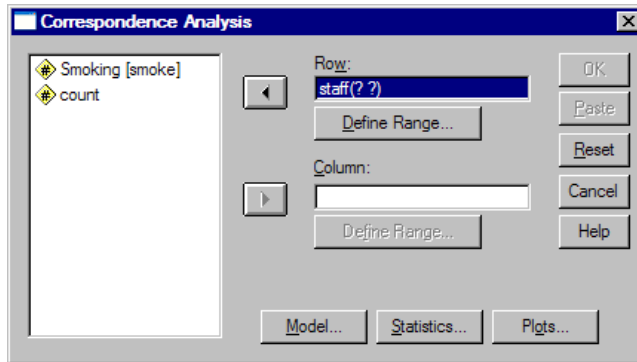 Correspondence Analysis
Smoking [smoke]
count
Row:
staff(? ?)
Define Range...
Column:
Define Range...
OK
Paste
Reset
Cancel
Help
Model...
Statistics...
Plots...